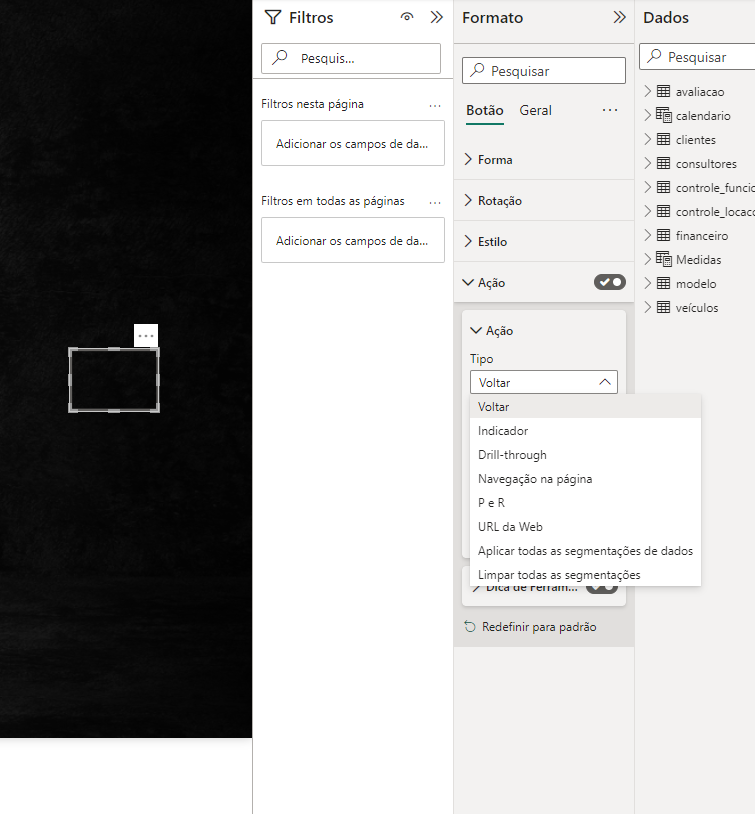 Filtros
Pesquis...
Filtros nesta página
...
Adicionar os campos de da...
Filtros em todas as páginas
...
Adicionar os campos de da...
Formato
Pesquisar
Botão
Geral
...
Forma
Rotação
Estilo
Ação
Ação
Tipo
Voltar
Voltar
Indicador
Drill-through
Navegação na página
P e R
URL da Web
Aplicar todas as segmentações de dados
Limpar todas as segmentações
Dica de Ferram...
Redefinir para padrão
Dados
Pesquisar
avaliacao
calendario
clientes
consultores
controle_funcio
controle_locacc
financeiro
Medidas
modelo
veículos